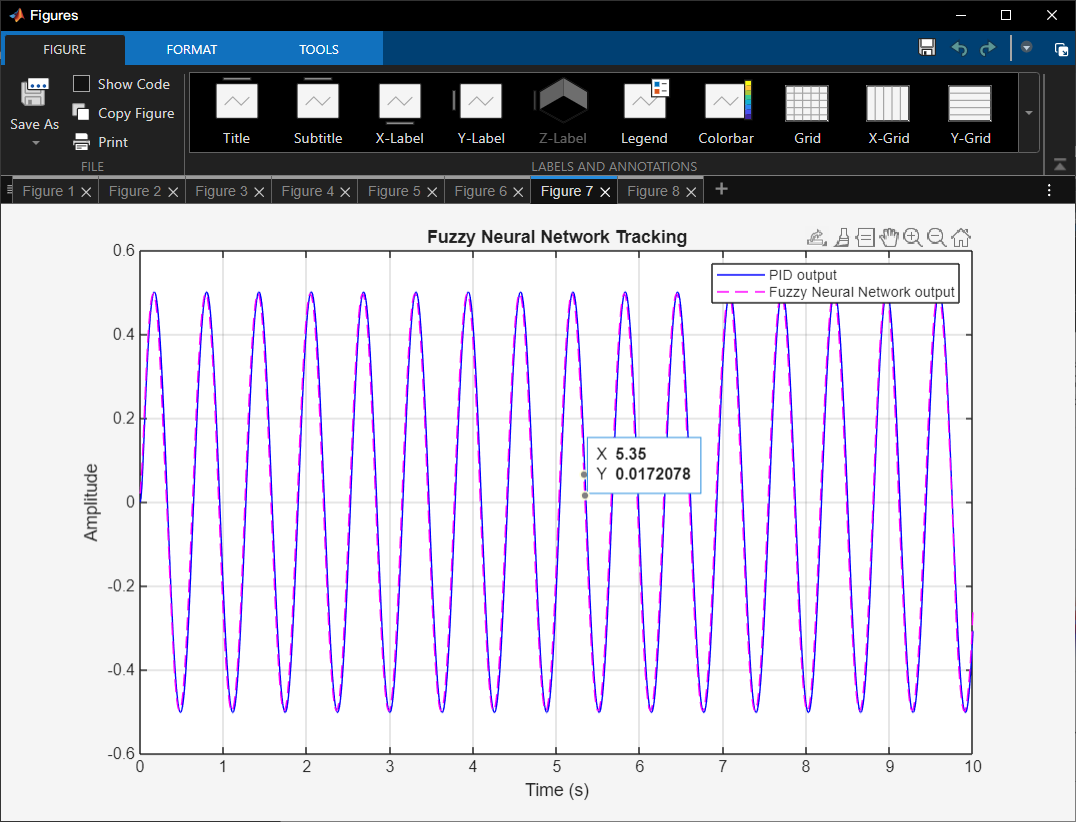 Figures
FIGURE FORMAT TOOLS
Save As
Show Code
Copy Figure
Print
FILE
Title Subtitle X-Label Y-Label Z-Label Legend Colorbar Grid X-Grid Y-Grid
LABELS AND ANNOTATIONS
Figure 1 Figure 2 Figure 3 Figure 4 Figure 5 Figure 6 Figure 7 Figure 8
Fuzzy Neural Network Tracking
PID output
Fuzzy Neural Network output
0.6
0.4
0.2
0
-0.2
-0.4
-0.6
Amplitude
X 5.35
Y 0.0172078
0 1 2 3 4 5 6 7 8 9 10
Time (s)